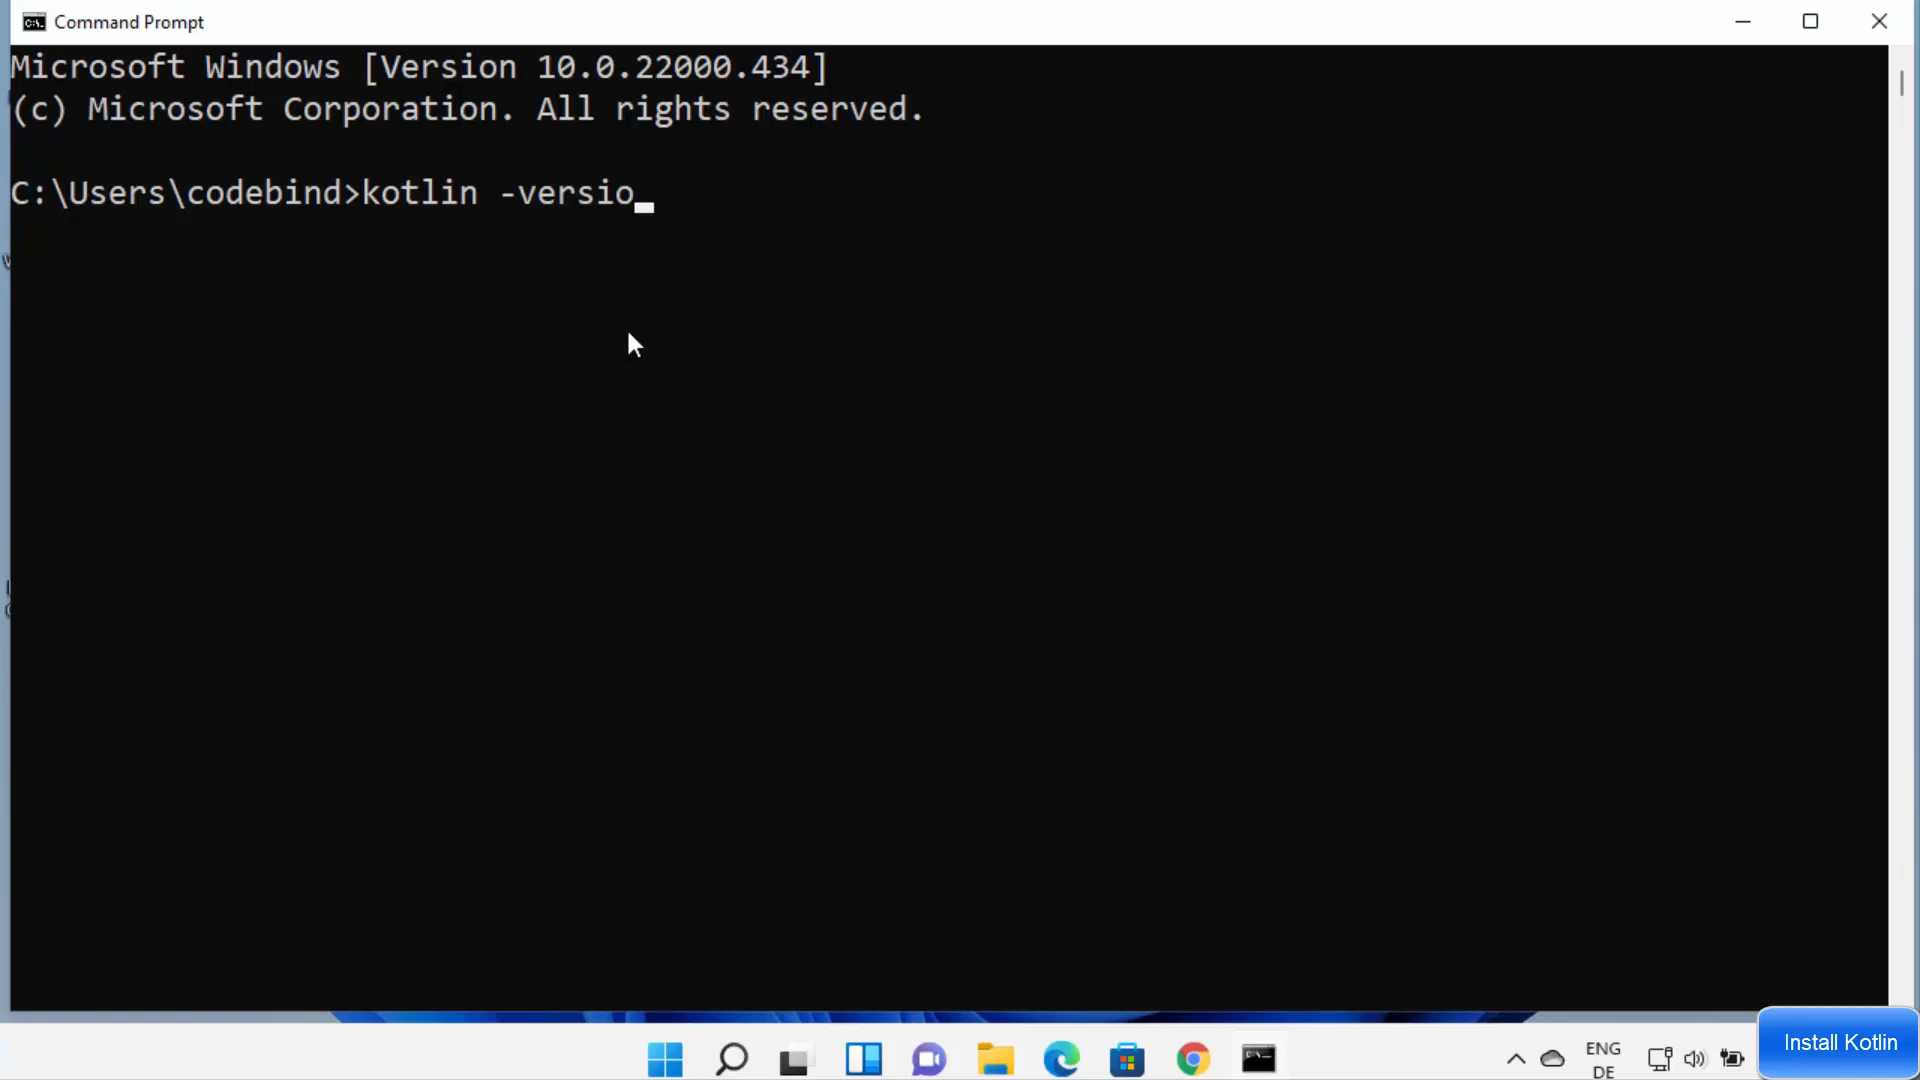 Command Prompt
Microsoft Windows [Version 10.0.22000.434]
(c) Microsoft Corporation. All rights reserved.
C:\Users\codebind>kotlin -versio
ENG
DE
Install Kotlin